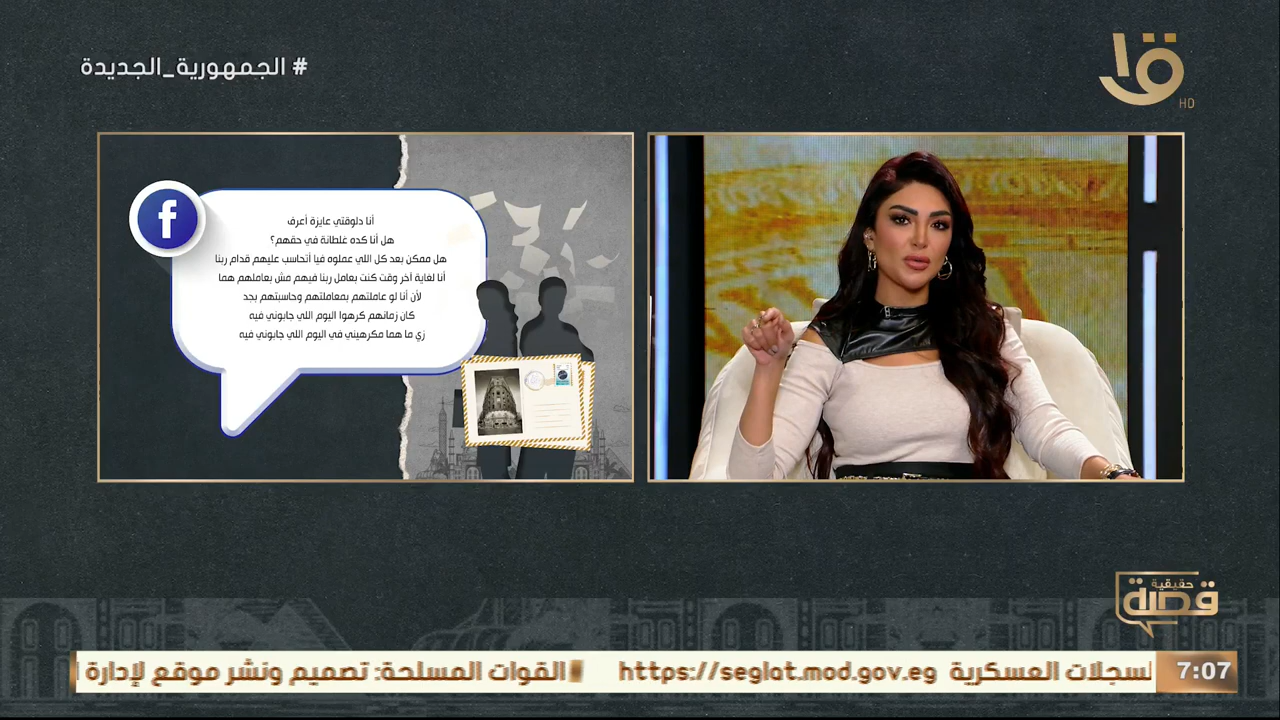 # الجمهورية_الجديدة
HD
f
أنا دلوقتي عايزة أعرف
هل أنا كده غلطانة في حقهم؟
هل ممكن بعد كل اللي عملوه فيا أتحاسب عليهم قدام ربنا
أنا لغاية آخر وقت كنت بعامل ربنا فيهم مش بعاملهم هما
لأن أنا لو عاملتهم بمعاملتهم وحاسبتهم بجد
كان زمانهم كرهوا اليوم اللي جابوني فيه
زي ما هما مكرهيني في اليوم اللي جابوني فيه
قصة حقيقية
لسجلات العسكرية https://seglat.mod.gov.eg القوات المسلحة: تصميم ونشر موقع لإدارة ا
7:07